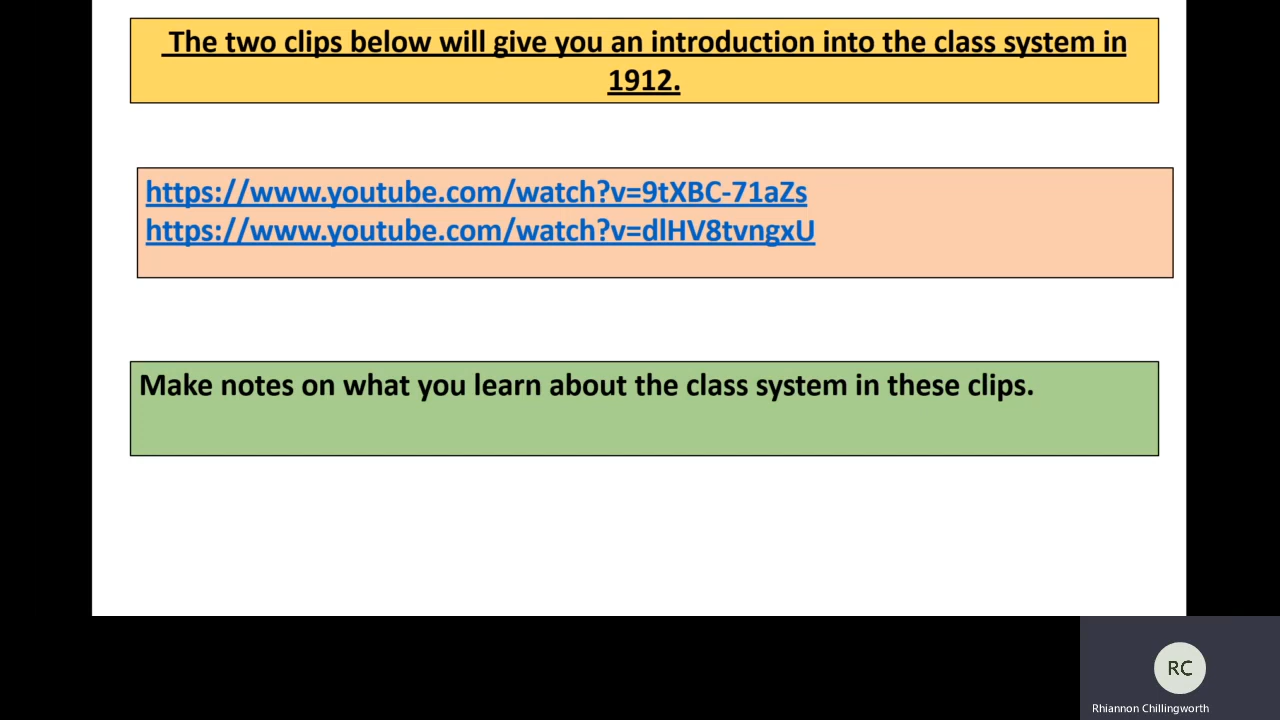 The two clips below will give you an introduction into the class system in
1912.
https://www.youtube.com/watch?v=9tXBC-71aZs
https://www.youtube.com/watch?v=dlHV8tvngxU
Make notes on what you learn about the class system in these clips.
RC
Rhiannon Chillingworth